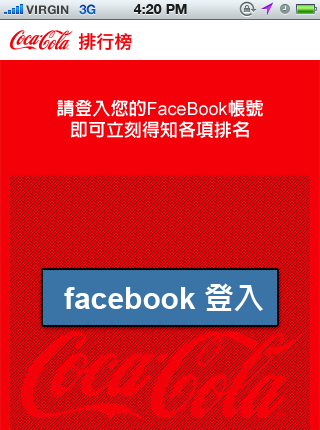 VIRGIN 3G 4:20 PM
Coca-Cola 排行榜
請登入您的FaceBook帳號
即可立刻得知各項排名
facebook 登入
Coca-Cola